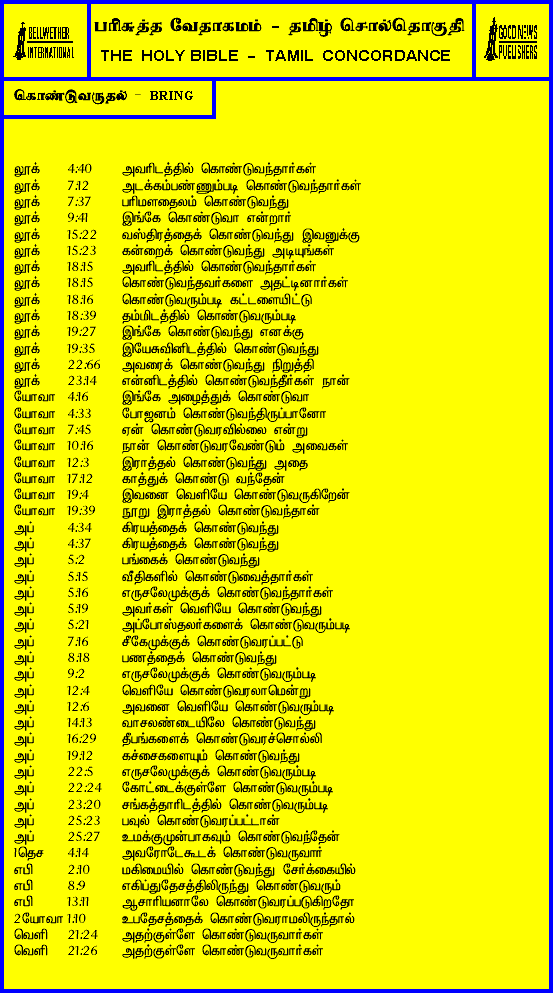 BELLWETHER INTERNATIONAL
பரிசுத்த வேதாகமம் - தமிழ் சொல்தொகுதி
THE HOLY BIBLE - TAMIL CONCORDANCE
GOOD NEWS PUBLISHERS
கொண்டுவருதல் - BRING
லூக் 4:40 அவரிடத்தில் கொண்டுவந்தார்கள்
லூக் 7:12 அடக்கம்பண்ணும்படி கொண்டுவந்தார்கள்
லூக் 7:37 பரிமளதைலம் கொண்டுவந்து
லூக் 9:41 இங்கே கொண்டுவா என்றார்
லூக் 15:22 வஸ்திரத்தைக் கொண்டுவந்து இவனுக்கு
லூக் 15:23 கன்றைக் கொண்டுவந்து அடியுங்கள்
லூக் 18:15 அவரிடத்தில் கொண்டுவந்தார்கள்
லூக் 18:15 கொண்டுவந்தவர்களை அதட்டினார்கள்
லூக் 18:16 கொண்டுவரும்படி கட்டளையிட்டு
லூக் 18:39 தம்மிடத்தில் கொண்டுவரும்படி
லூக் 19:27 இங்கே கொண்டுவந்து எனக்கு
லூக் 19:35 இயேசுவினிடத்தில் கொண்டுவந்து
லூக் 22:66 அவரைக் கொண்டுவந்து நிறுத்தி
லூக் 23:14 என்னிடத்தில் கொண்டுவந்தீர்கள் நான்
யோவா 4:16 இங்கே அழைத்துக் கொண்டுவா
யோவா 4:33 போஜனம் கொண்டுவந்திருப்பானோ
யோவா 7:45 ஏன் கொண்டுவரவில்லை என்று
யோவா 10:16 நான் கொண்டுவரவேண்டும் அவைகள்
யோவா 12:3 இராத்தல் கொண்டுவந்து அதை
யோவா 17:12 காத்துக் கொண்டு வந்தேன்
யோவா 19:4 இவனை வெளியே கொண்டுவருகிறேன்
யோவா 19:39 நூறு இராத்தல் கொண்டுவந்தான்
அப் 4:34 கிரயத்தைக் கொண்டுவந்து
அப் 4:37 கிரயத்தைக் கொண்டுவந்து
அப் 5:2 பங்கைக் கொண்டுவந்து
அப் 5:15 வீதிகளில் கொண்டுவைத்தார்கள்
அப் 5:16 எருசலேமுக்குக் கொண்டுவந்தார்கள்
அப் 5:19 அவர்கள் வெளியே கொண்டுவந்து
அப் 5:21 அப்போஸ்தலர்களைக் கொண்டுவரும்படி
அப் 7:16 சீகேமுக்குக் கொண்டுவரப்பட்டு
அப் 8:18 பணத்தைக் கொண்டுவந்து
அப் 9:2 எருசலேமுக்குக் கொண்டுவரும்படி
அப் 12:4 வெளியே கொண்டுவரலாமென்று
அப் 12:6 அவனை வெளியே கொண்டுவரும்படி
அப் 14:13 வாசலண்டையிலே கொண்டுவந்து
அப் 16:29 தீபங்களைக் கொண்டுவரச்சொல்லி
அப் 19:12 கச்சைகளையும் கொண்டுவந்து
அப் 22:5 எருசலேமுக்குக் கொண்டுவரும்படி
அப் 22:24 கோட்டைக்குள்ளே கொண்டுவரும்படி
அப் 23:20 சங்கத்தாரிடத்தில் கொண்டுவரும்படி
அப் 25:23 பவுல் கொண்டுவரப்பட்டான்
அப் 25:27 உமக்குமுன்பாகவும் கொண்டுவந்தேன்
1தெச 4:14 அவரோடேகூடக் கொண்டுவருவார்
எபி 2:10 மகிமையில் கொண்டுவந்து சேர்க்கையில்
எபி 8:9 எகிப்துதேசத்திலிருந்து கொண்டுவரும்
எபி 13:11 ஆசாரியனாலே கொண்டுவரப்படுகிறதோ
2யோவா 1:10 உபதேசத்தைக் கொண்டுவராமலிருந்தால்
வெளி 21:24 அதற்குள்ளே கொண்டுவருவார்கள்
வெளி 21:26 அதற்குள்ளே கொண்டுவருவார்கள்